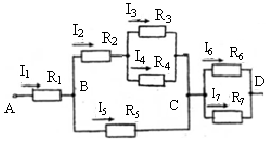 I₃ R₃
I₂ R₂
I₄ R₄
I₆ R₆
I₁ R₁
B
A
C
D
I₅ R₅
I₇ R₇